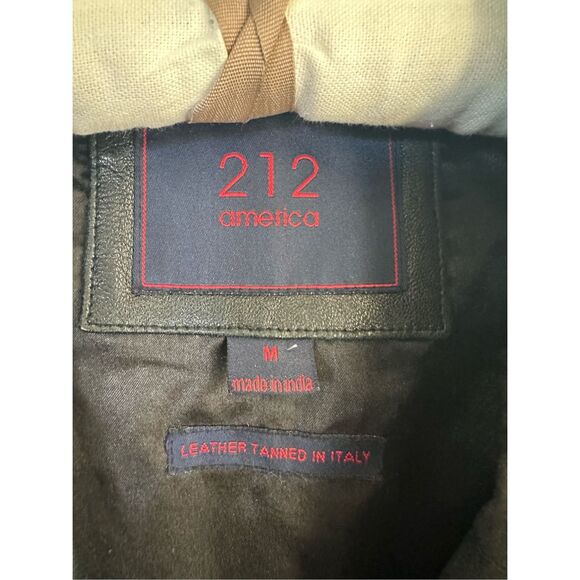 212
america
M
made in india
LEATHER TANNED IN ITALY